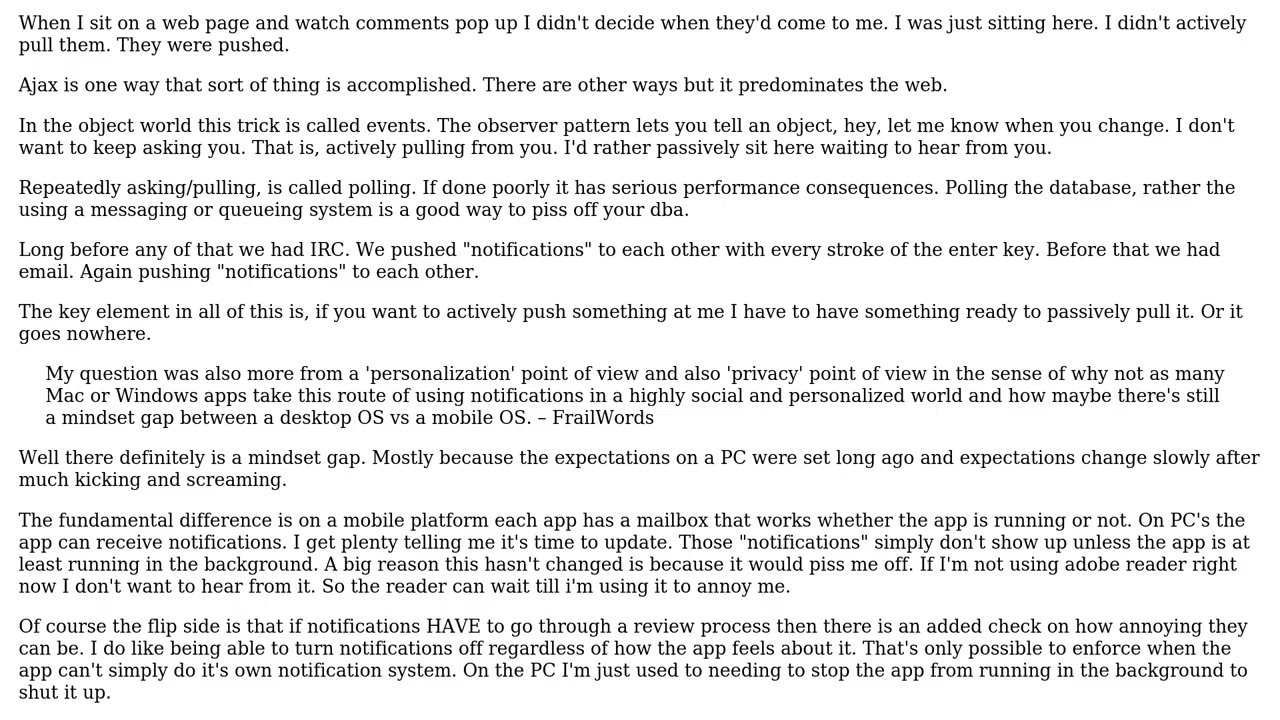 When I sit on a web page and watch comments pop up I didn't decide when they'd come to me. I was just sitting here. I didn't actively
pull them. They were pushed.
Ajax is one way that sort of thing is accomplished. There are other ways but it predominates the web.
In the object world this trick is called events. The observer pattern lets you tell an object, hey, let me know when you change. I don't
want to keep asking you. That is, actively pulling from you. I'd rather passively sit here waiting to hear from you.
Repeatedly asking/pulling, is called polling. If done poorly it has serious performance consequences. Polling the database, rather the
using a messaging or queueing system is a good way to piss off your dba.
Long before any of that we had IRC. We pushed "notifications" to each other with every stroke of the enter key. Before that we had
email. Again pushing "notifications" to each other.
The key element in all of this is, if you want to actively push something at me I have to have something ready to passively pull it. Or it
goes nowhere.
My question was also more from a 'personalization' point of view and also 'privacy' point of view in the sense of why not as many
Mac or Windows apps take this route of using notifications in a highly social and personalized world and how maybe there's still
a mindset gap between a desktop OS vs a mobile OS. – FrailWords
Well there definitely is a mindset gap. Mostly because the expectations on a PC were set long ago and expectations change slowly after
much kicking and screaming.
The fundamental difference is on a mobile platform each app has a mailbox that works whether the app is running or not. On PC's the
app can receive notifications. I get plenty telling me it's time to update. Those "notifications" simply don't show up unless the app is at
least running in the background. A big reason this hasn't changed is because it would piss me off. If I'm not using adobe reader right
now I don't want to hear from it. So the reader can wait till i'm using it to annoy me.
Of course the flip side is that if notifications HAVE to go through a review process then there is an added check on how annoying they
can be. I do like being able to turn notifications off regardless of how the app feels about it. That's only possible to enforce when the
app can't simply do it's own notification system. On the PC I'm just used to needing to stop the app from running in the background to
shut it up.